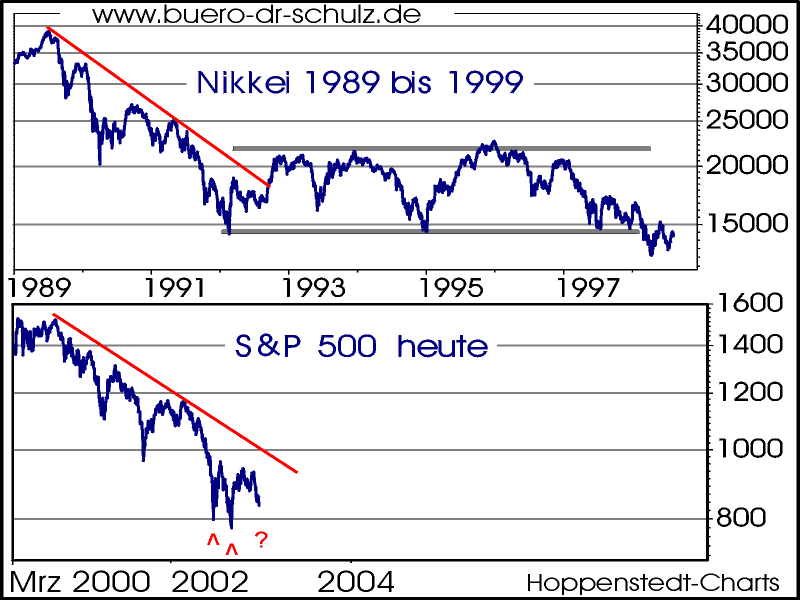 www.buero-dr-schulz.de
Nikkei 1989 bis 1999
40000
35000
30000
25000
20000
15000
1989 1991 1993 1995 1997
S&P 500 heute
1600
1400
1200
1000
800
^ ^ ?
Mrz 2000 2002 2004
Hoppenstedt-Charts